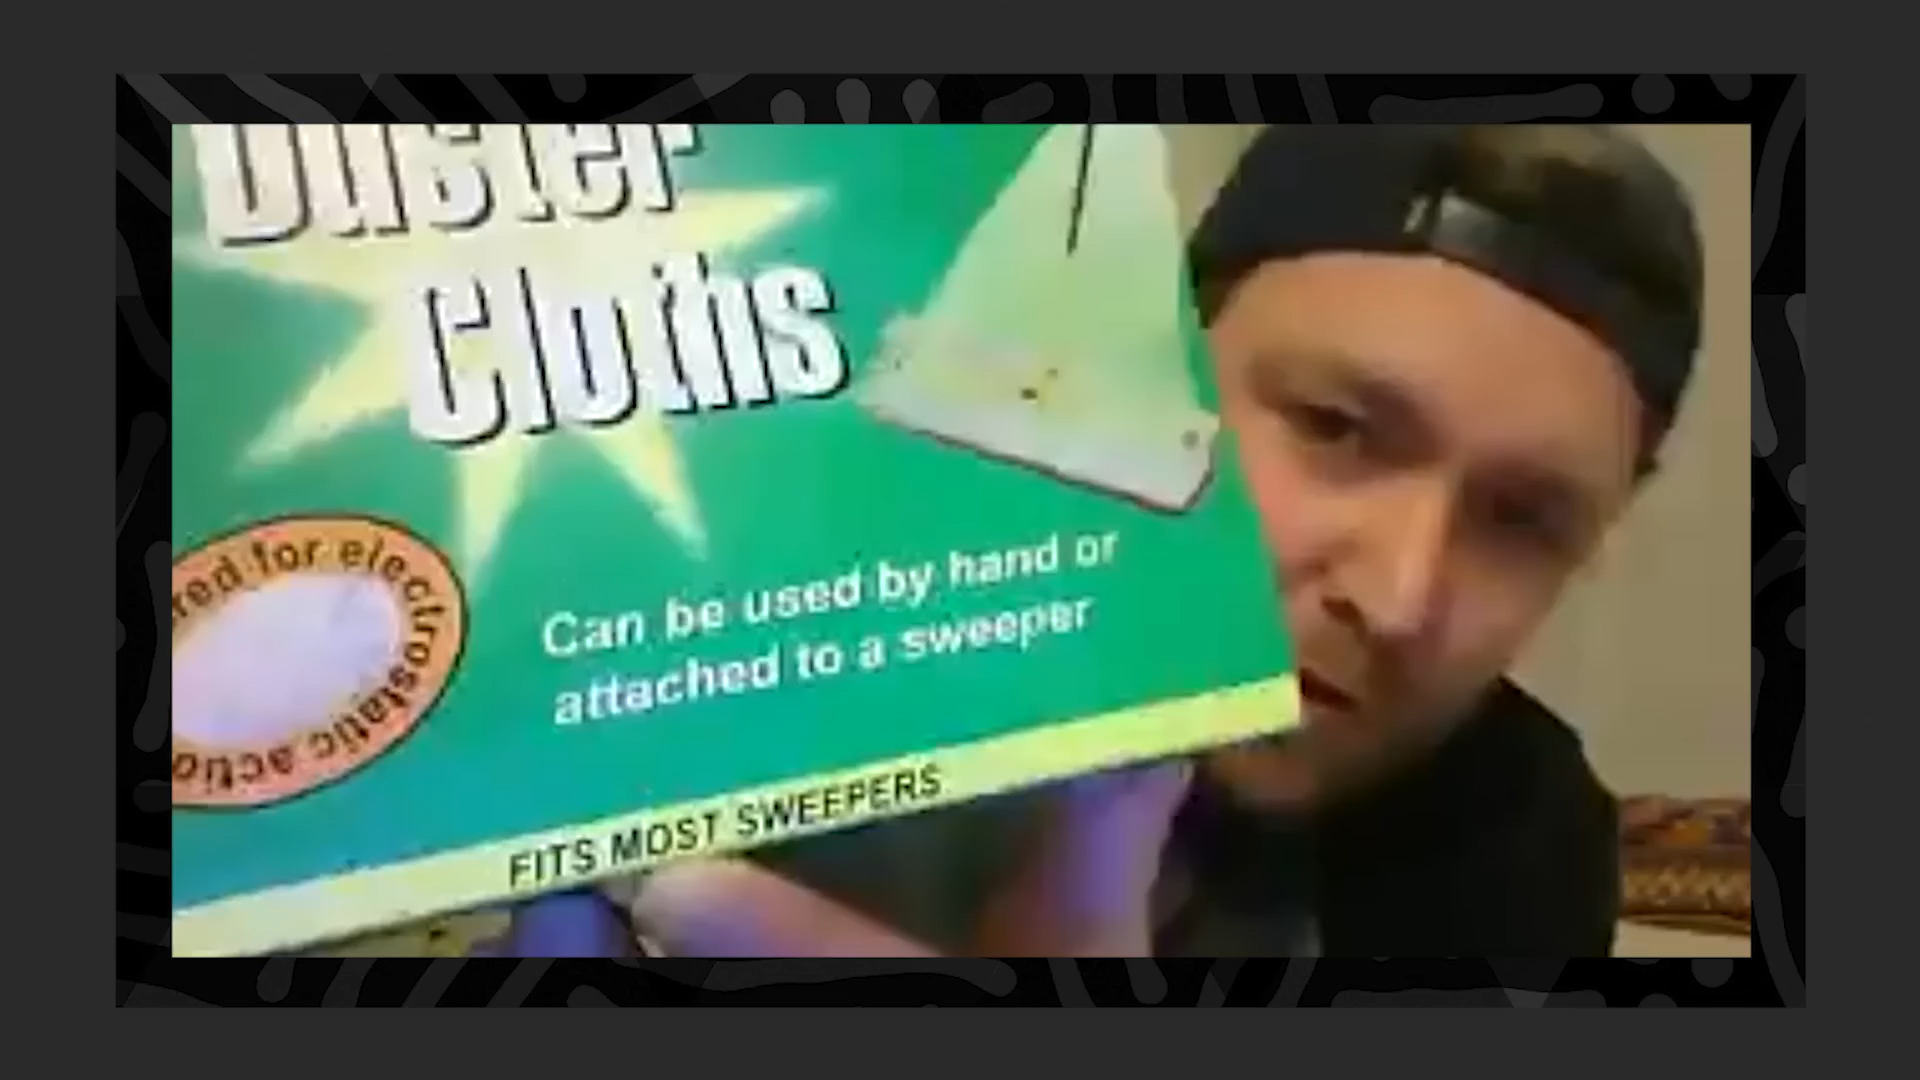 Duster
Cloths
red for electrostatic actio
Can be used by hand or
attached to a sweeper
FITS MOST SWEEPERS